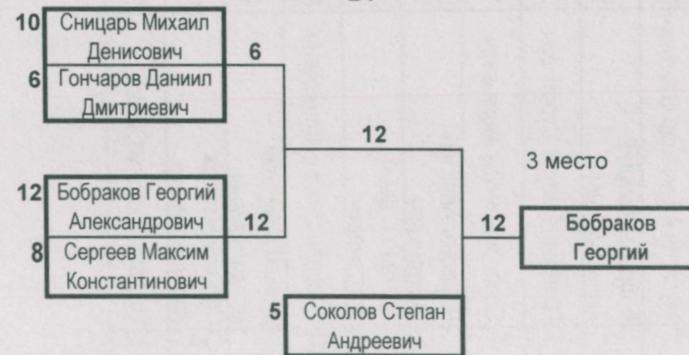 10 Сницарь Михаил
Денисович
6
6 Гончаров Даниил
Дмитриевич
12
3 место
12 Бобраков Георгий
Александрович
12
12
Бобраков
Георгий
8 Сергеев Максим
Константинович
5 Соколов Степан
Андреевич